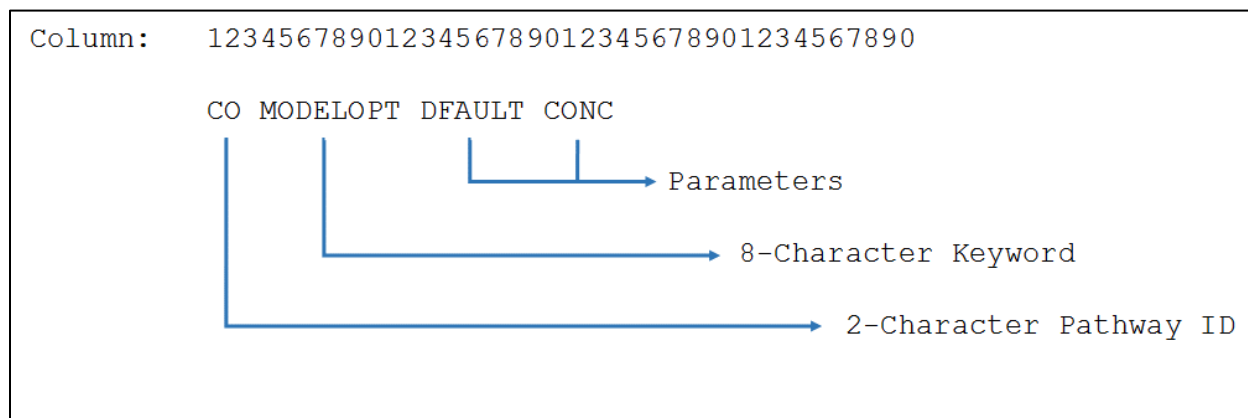 Column: 1234567890123456789012345678901234567890
CO MODELOPT DFAULT CONC
Parameters
8-Character Keyword
2-Character Pathway ID